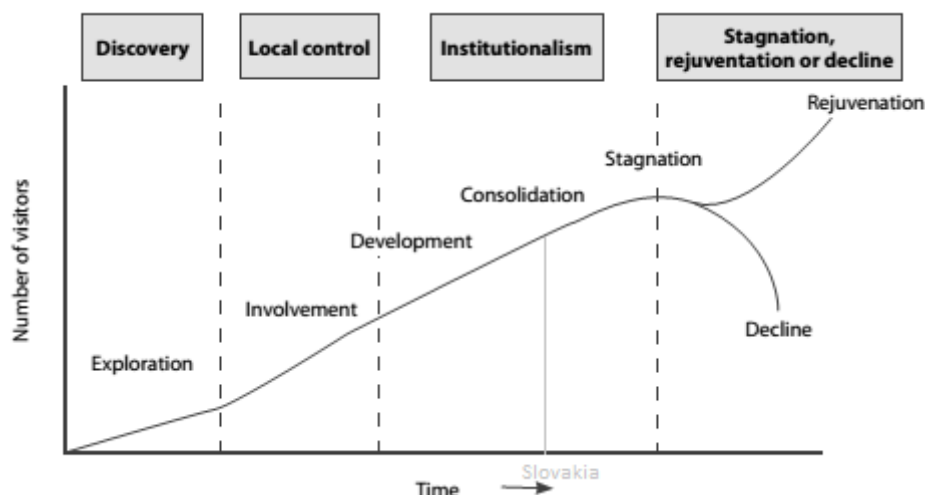 Discovery
Local control
Institutionalism
Stagnation,
rejuventation or decline
Rejuvenation
Stagnation
Consolidation
Development
Involvement
Exploration
Decline
Number of visitors
Slovakia
Time